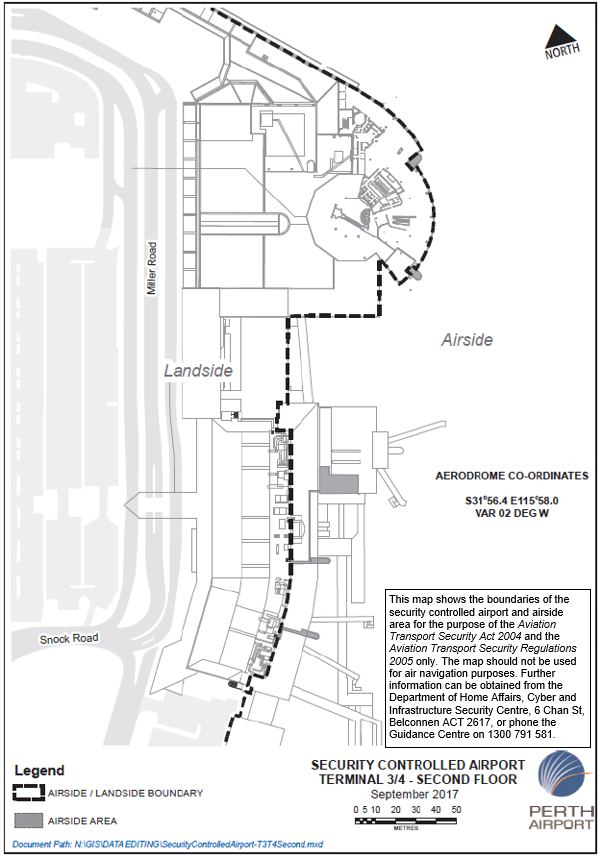 NORTH
Miller Road
Landside
Airside
AERODROME CO-ORDINATES
S31°56.4 E115°58.0
VAR 02 DEG W
Snock Road
This map shows the boundaries of the
security controlled airport and airside
area for the purpose of the Aviation
Transport Security Act 2004 and the
Aviation Transport Security Regulations
2005 only. The map should not be used
for air navigation purposes. Further
information can be obtained from the
Department of Home Affairs, Cyber and
Infrastructure Security Centre, 6 Chan St,
Belconnen ACT 2617, or phone the
Guidance Centre on 1300 791 581.
Legend
AIRSIDE / LANDSIDE BOUNDARY
AIRSIDE AREA
SECURITY CONTROLLED AIRPORT
TERMINAL 3/4 - SECOND FLOOR
September 2017
0 5 10 20 30 40 50
METRES
PERTH
AIRPORT
Document Path: N:\GIS\DATAEDITING\SecurityControlledAirport-T3T4Second.mxd